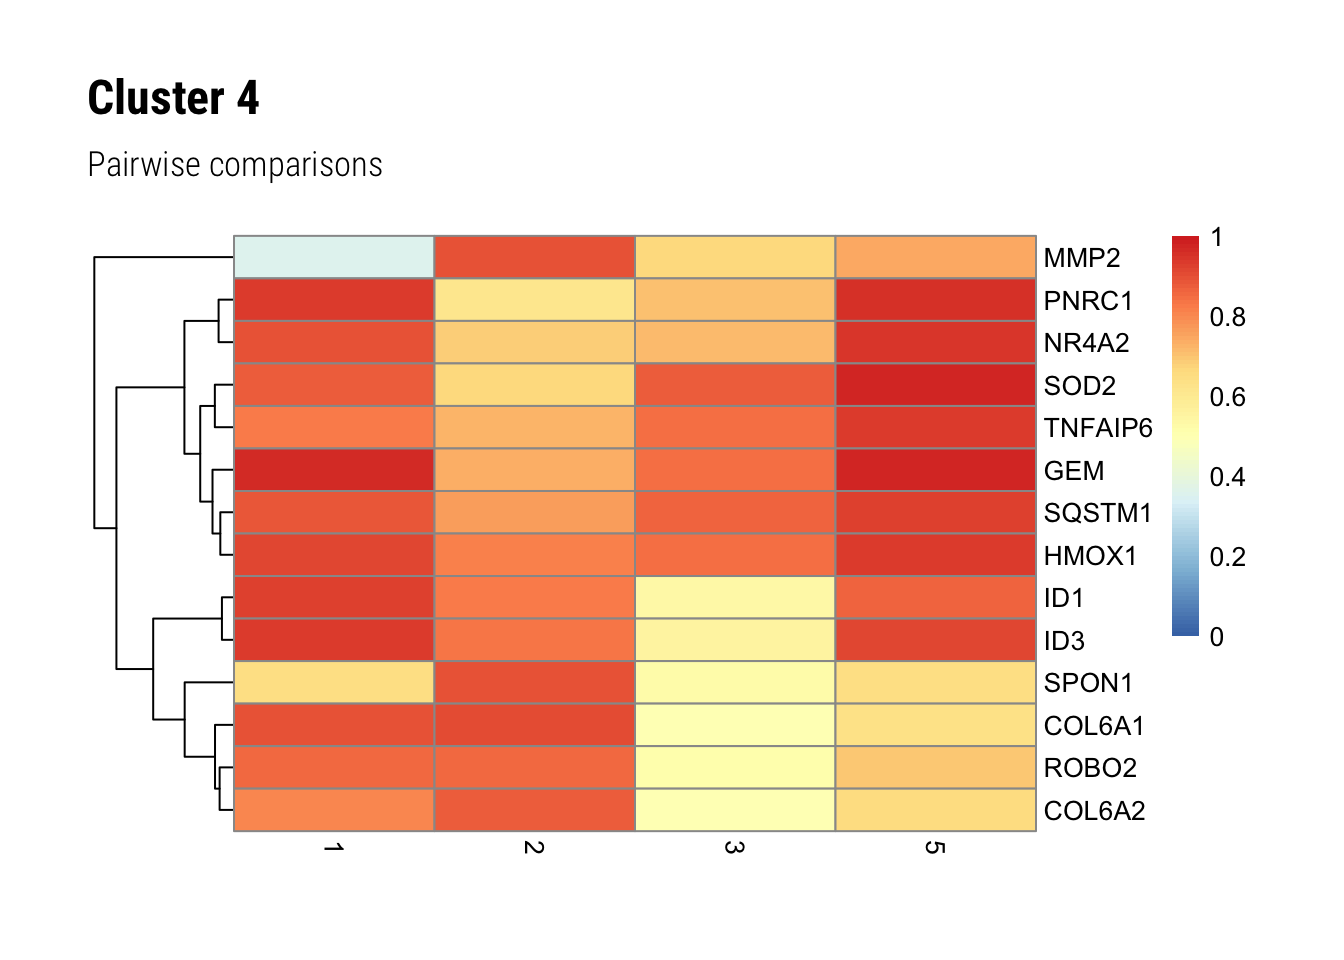 Cluster 4
Pairwise comparisons
MMP2
PNRC1
NR4A2
SOD2
TNFAIP6
GEM
SQSTM1
HMOX1
ID1
ID3
SPON1
COL6A1
ROBO2
COL6A2
1
0.8
0.6
0.4
0.2
0
1 2 3 5